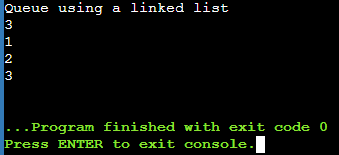 Queue using a linked list
3
1
2
3
...Program finished with exit code 0
Press ENTER to exit console.